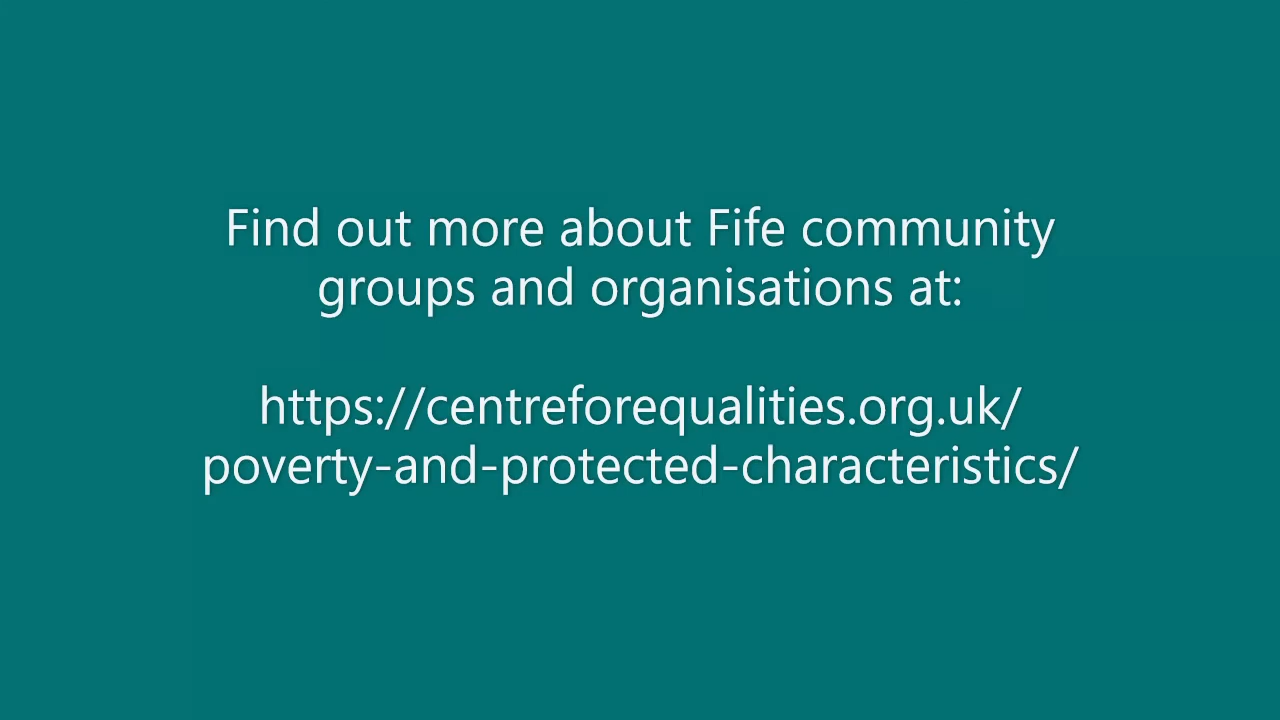 Find out more about Fife community
groups and organisations at:
https://centreforequalities.org.uk/
poverty-and-protected-characteristics/